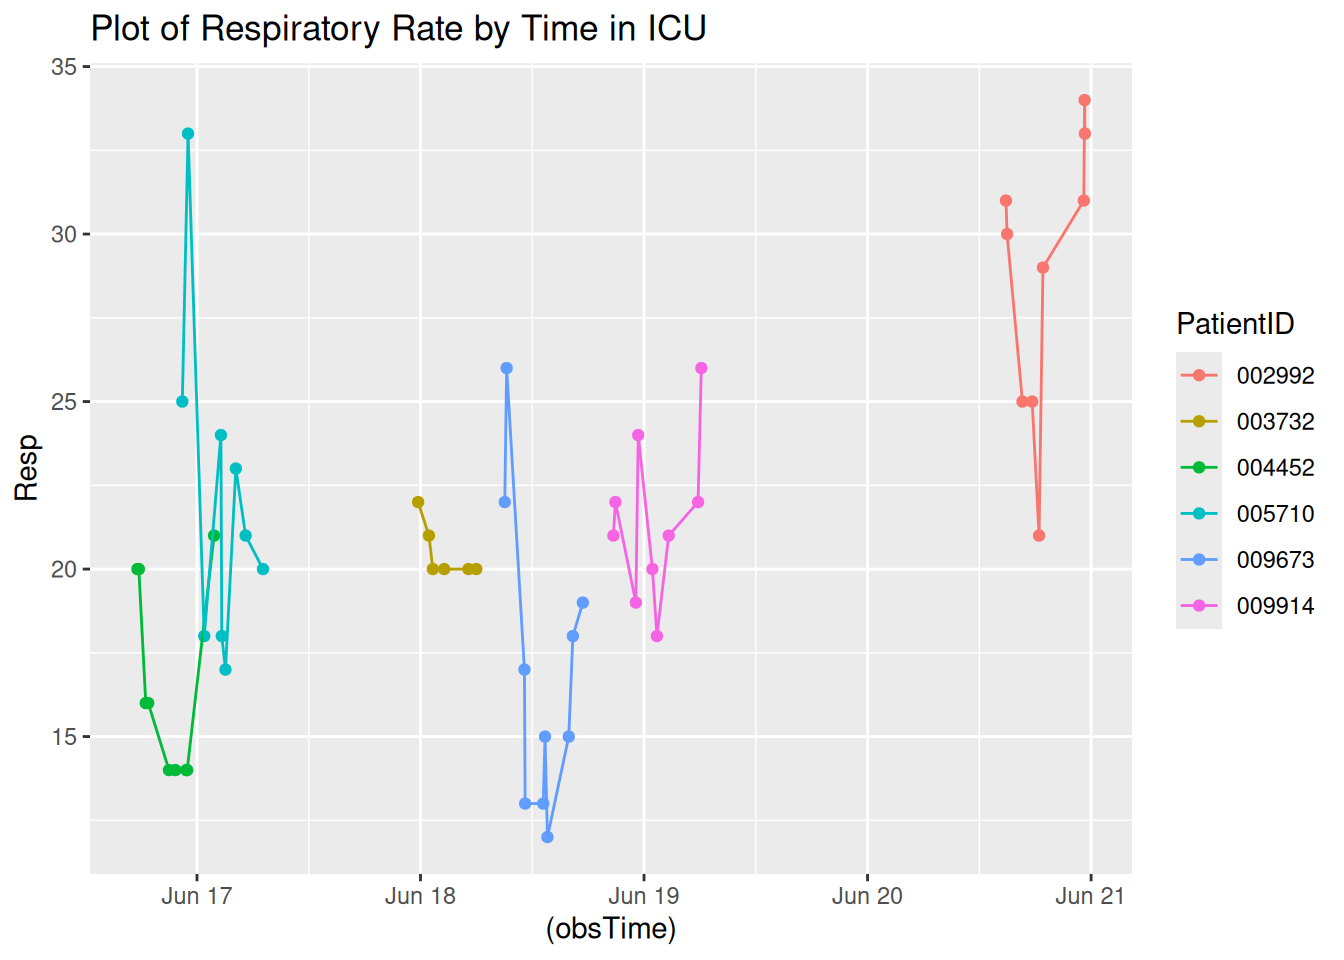 Plot of Respiratory Rate by Time in ICU
35
30
25
20
15
Resp
Jun 17 Jun 18 Jun 19 Jun 20 Jun 21
(obsTime)
PatientID
002992
003732
004452
005710
009673
009914